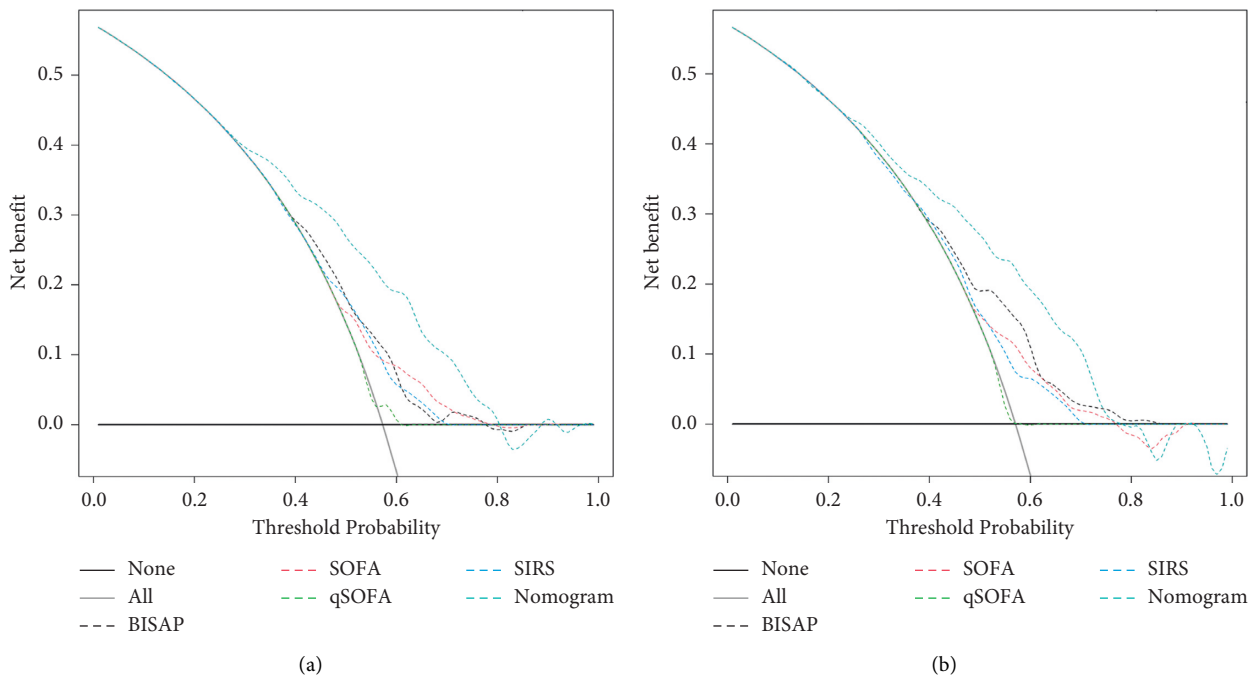 0.5
0.4
0.3
0.2
0.1
0.0
Net benefit
0.0 0.2 0.4 0.6 0.8 1.0
Threshold Probability
None SOFA SIRS
All qSOFA Nomogram
BISAP
(a)
0.5
0.4
0.3
0.2
0.1
0.0
Net benefit
0.0 0.2 0.4 0.6 0.8 1.0
Threshold Probability
None SOFA SIRS
All qSOFA Nomogram
BISAP
(b)